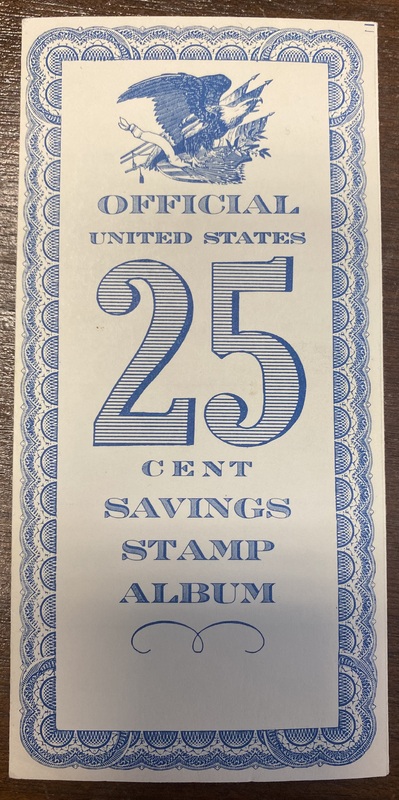 OFFICIAL
UNITED STATES
25
CENT
SAVINGS
STAMP
ALBUM